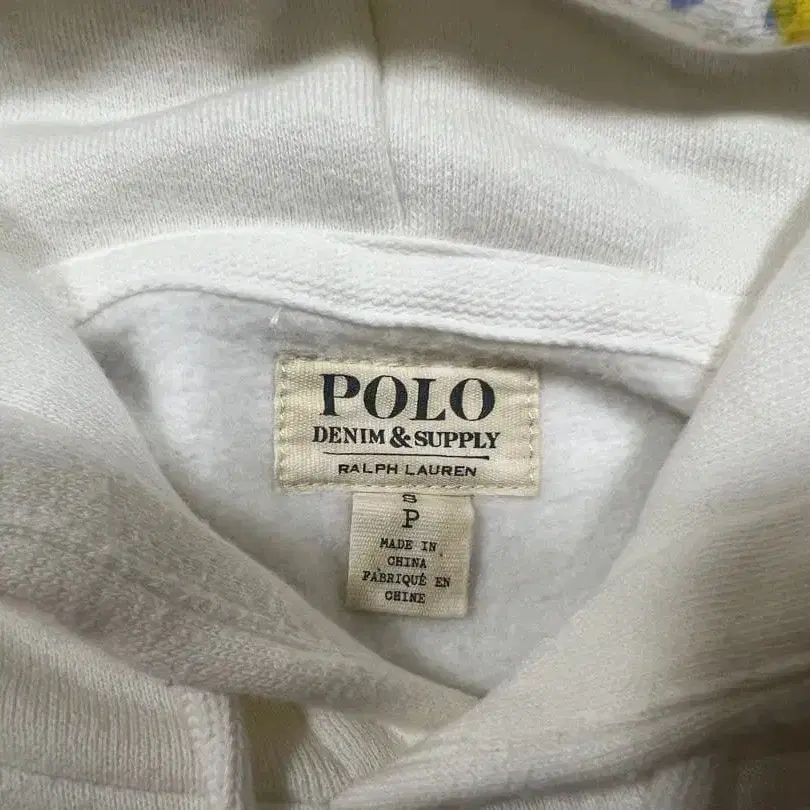 POLO
DENIM & SUPPLY
RALPH LAUREN
S
P
MADE IN
CHINA
FABRIQUÉ EN
CHINE